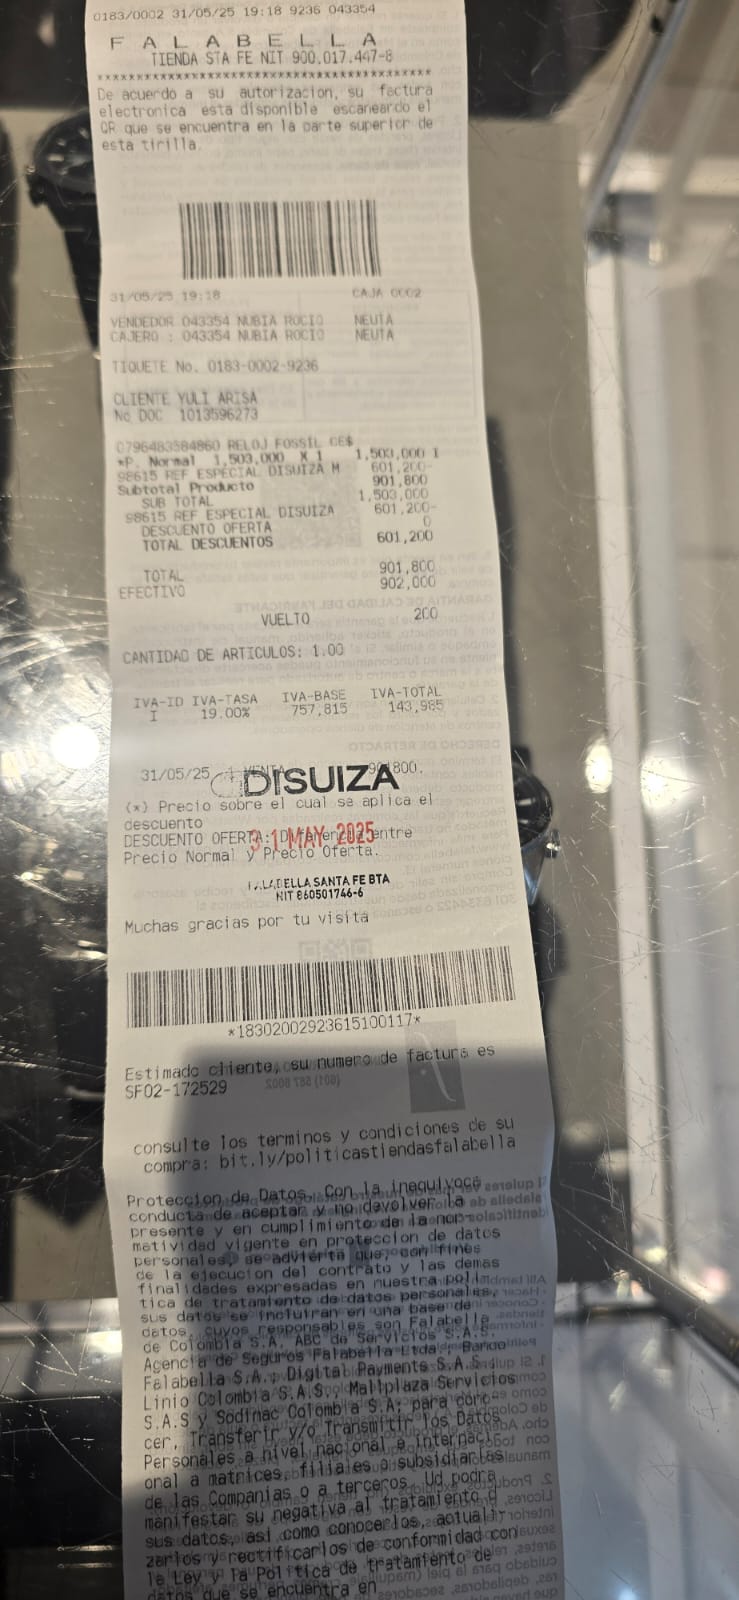 0183/0002 31/05/25 19:18 9236 043354
F A L A B E L L A
TIENDA STA FE NIT 900.017.447-8
De acuerdo a su autorizacion, su factura
electronica esta disponible escaneando el
QR que se encuentra en la parte superior de
esta tirilla.
31/05/25 19:18 CAJA 0002
VENDEDOR 043354 NUBIA ROCIO NEUTA
CAJERO : 043354 NUBIA ROCIO NEUTA
TIQUETE No. 0183-0002-9236
CLIENTE YULI ARISA
No DOC 1013596273
0796483584860 RELOJ FOSSIL CE$
*P. Normal 1,503,000 X 1 1,503,000 I
98615 REF ESPECIAL DISUIZA M 601,200-
Subtotal Producto 901,800
SUB TOTAL 1,503,000
98615 REF ESPECIAL DISUIZA 601,200-
DESCUENTO OFERTA 0
TOTAL DESCUENTOS 601,200
TOTAL 901,800
EFECTIVO 902,000
VUELTO 200
CANTIDAD DE ARTICULOS: 1.00
IVA-ID IVA-TASA IVA-BASE IVA-TOTAL
I 19.00% 757,815 143,985
31/05/25 VENTA 901800.
DISUIZA
(*) Precio sobre el cual se aplica el
descuento
DESCUENTO OFERTA: Diferencia entre
31 MAY 2025
Precio Normal y Precio Oferta.
FALABELLA SANTA FE BTA
NIT 860501746-6
Muchas gracias por tu visita
*18302002923615100117*
Estimado cliente, su numero de factura es
SF02-172529
consulte los terminos y condiciones de su
compra: bit.ly/politicastiendasfalabella
Proteccion de Datos. Con la inequivoca
conducta de aceptar y no devolver la
presente y en cumplimiento de la nor-
matividad vigente en proteccion de datos
personales, se advierte que, con fines
de la ejecucion del contrato y las demas
finalidades expresadas en nuestra poli
tica de tratamiento de datos personales,
sus datos se incluiran en una base de
datos, cuyos responsables son Falabella
de Colombia S.A. ABC de Servicios S.A.S.
Agencia de Seguros Falabella Ltda., Banco
Falabella S.A., Digital Payments S.A.S.
Linio Colombia S.A.S., Mallplaza Servicios
S.A.S y Sodimac Colombia S.A; para cono-
cer, Transferir y/o Transmitir los Datos
Personales a nivel nacional e internaci-
onal a matrices, filiales o subsidiarias
de las Companias o a terceros. Ud podra
manifestar su negativa al tratamiento d
sus datos, asi como conocerlos, actuali-
zarlos y rectificarlos de conformidad con
la Ley y la Politica de tratamiento de
datos que se encuentra en